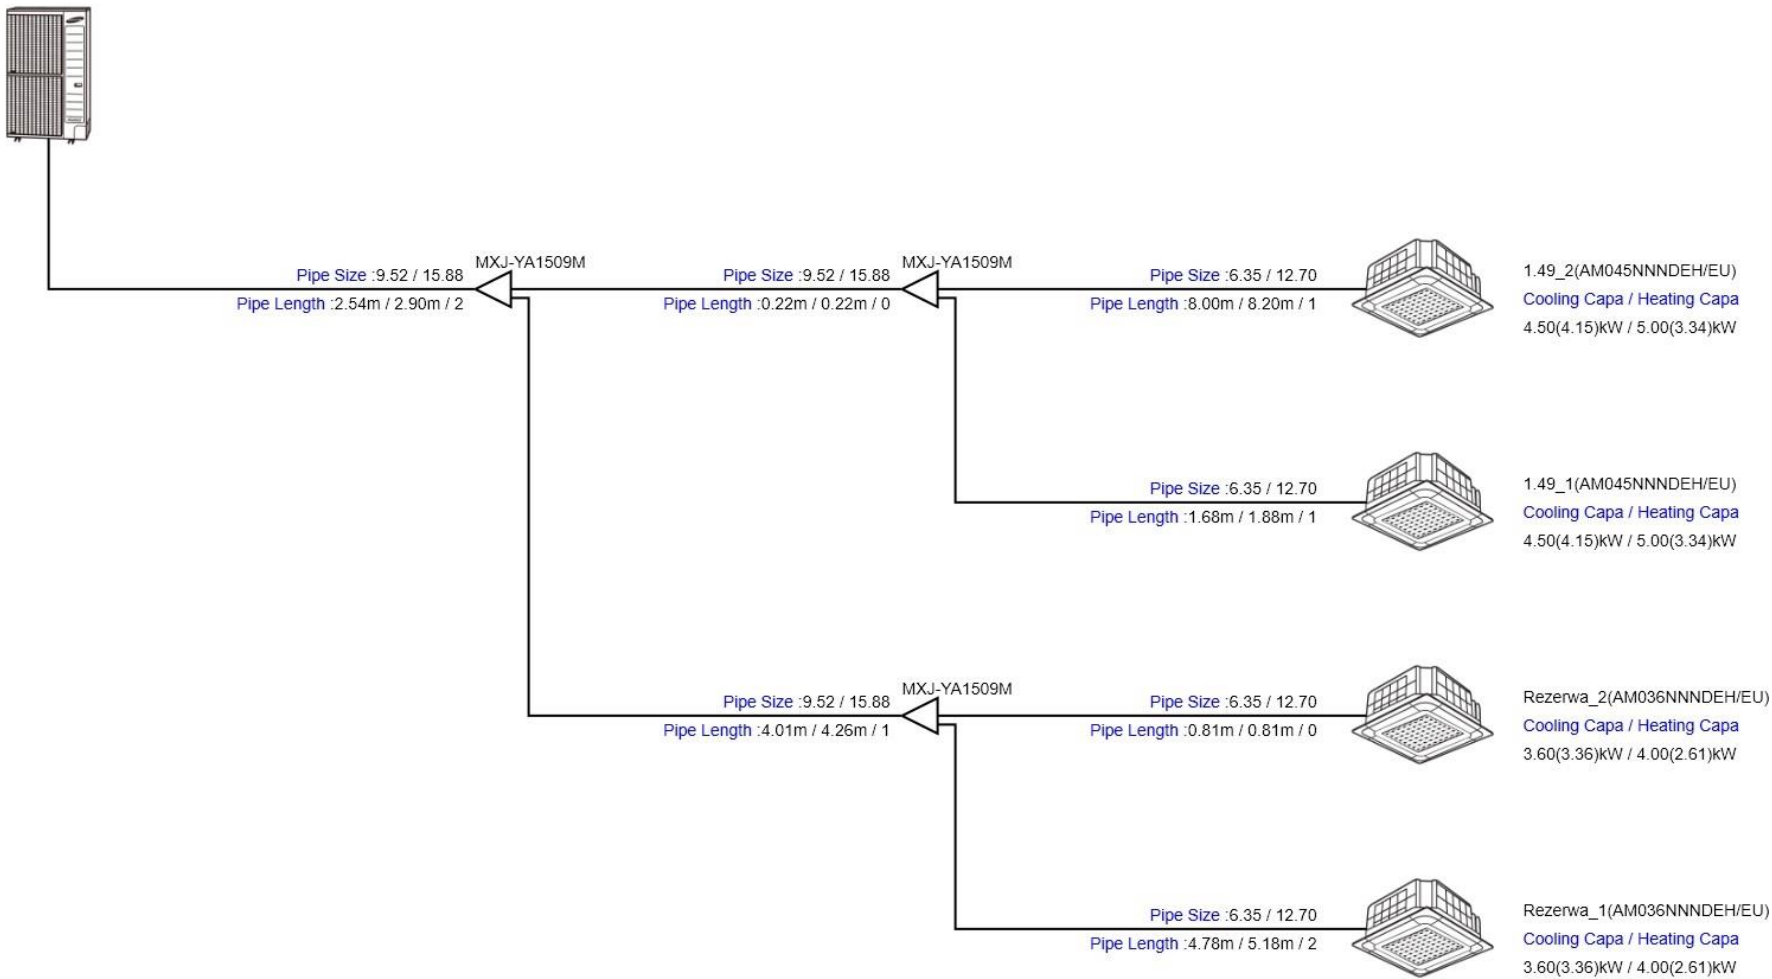 MXJ-YA1509M
Pipe Size :9.52 / 15.88
Pipe Length :2.54m / 2.90m / 2
MXJ-YA1509M
Pipe Size :9.52 / 15.88
Pipe Length :0.22m / 0.22m / 0
Pipe Size :6.35 / 12.70
Pipe Length :8.00m / 8.20m / 1
1.49_2(AM045NNNDEH/EU)
Cooling Capa / Heating Capa
4.50(4.15)kW / 5.00(3.34)kW
Pipe Size :6.35 / 12.70
Pipe Length :1.68m / 1.88m / 1
1.49_1(AM045NNNDEH/EU)
Cooling Capa / Heating Capa
4.50(4.15)kW / 5.00(3.34)kW
MXJ-YA1509M
Pipe Size :9.52 / 15.88
Pipe Length :4.01m / 4.26m / 1
Pipe Size :6.35 / 12.70
Pipe Length :0.81m / 0.81m / 0
Rezerwa_2(AM036NNNDEH/EU)
Cooling Capa / Heating Capa
3.60(3.36)kW / 4.00(2.61)kW
Pipe Size :6.35 / 12.70
Pipe Length :4.78m / 5.18m / 2
Rezerwa_1(AM036NNNDEH/EU)
Cooling Capa / Heating Capa
3.60(3.36)kW / 4.00(2.61)kW